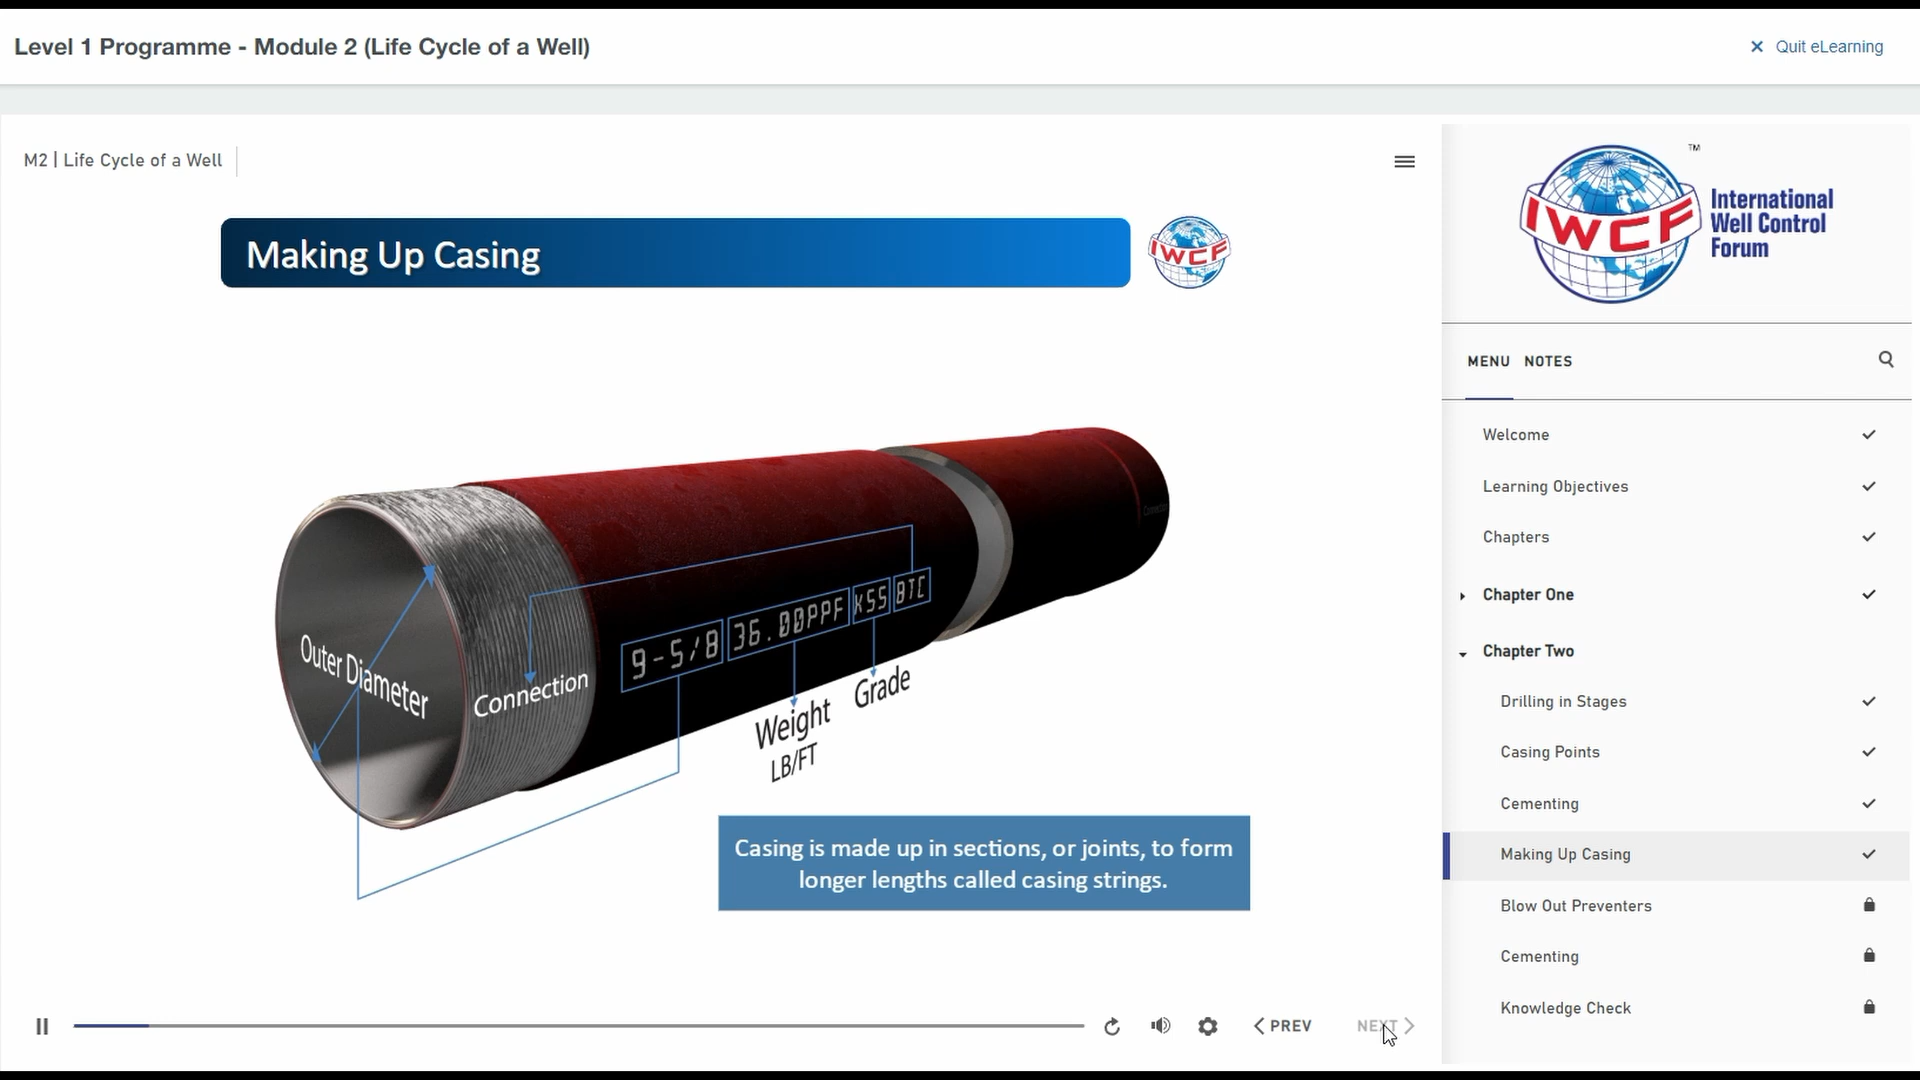 Level 1 Programme - Module 2 (Life Cycle of a Well)
Quit eLearning
M2 | Life Cycle of a Well
Making Up Casing
IWCF
Outer Diameter
Connection
9-5/8 36.00PPF K55 BTC
Weight
LB/FT
Grade
Casing is made up in sections, or joints, to form
longer lengths called casing strings.
PREV
NEXT
IWCF
TM
International
Well Control
Forum
MENU NOTES
Welcome
Learning Objectives
Chapters
Chapter One
Chapter Two
Drilling in Stages
Casing Points
Cementing
Making Up Casing
Blow Out Preventers
Cementing
Knowledge Check